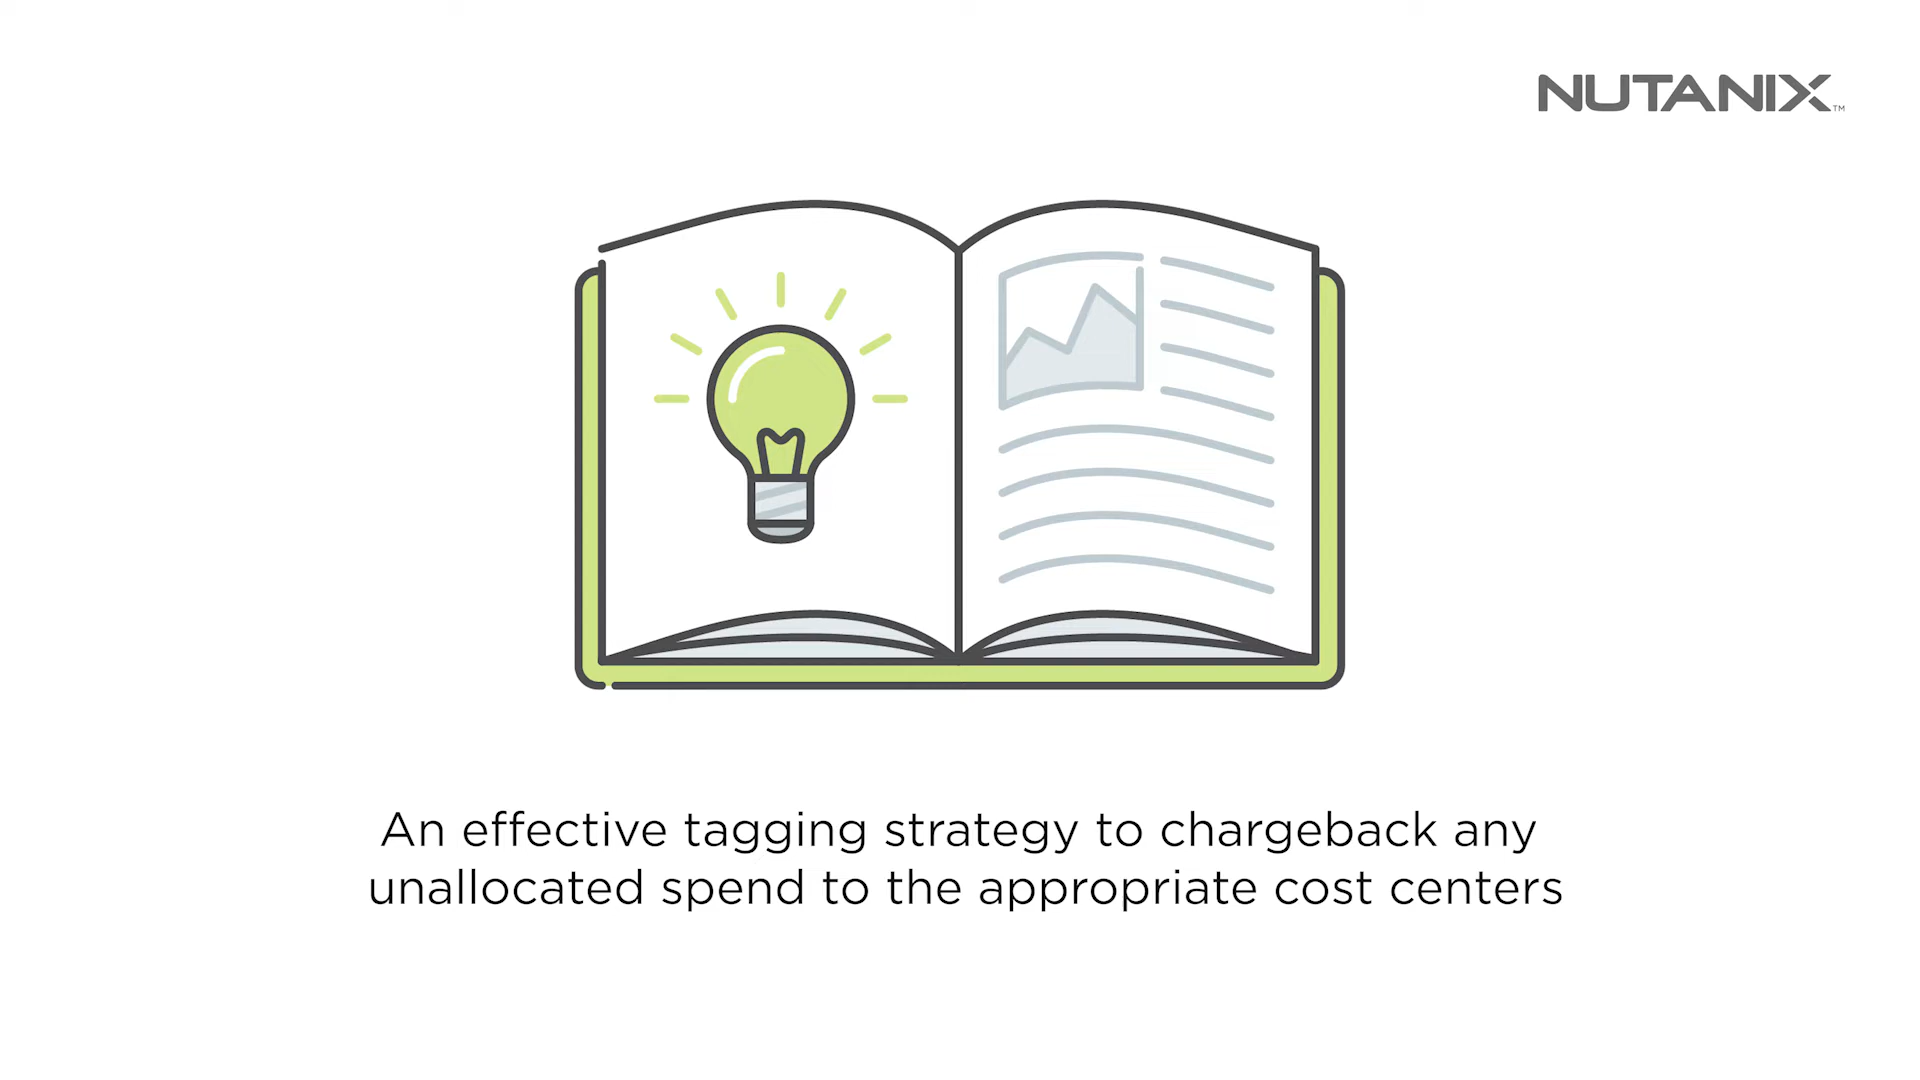 NUTANIX™
An effective tagging strategy to chargeback any
unallocated spend to the appropriate cost centers